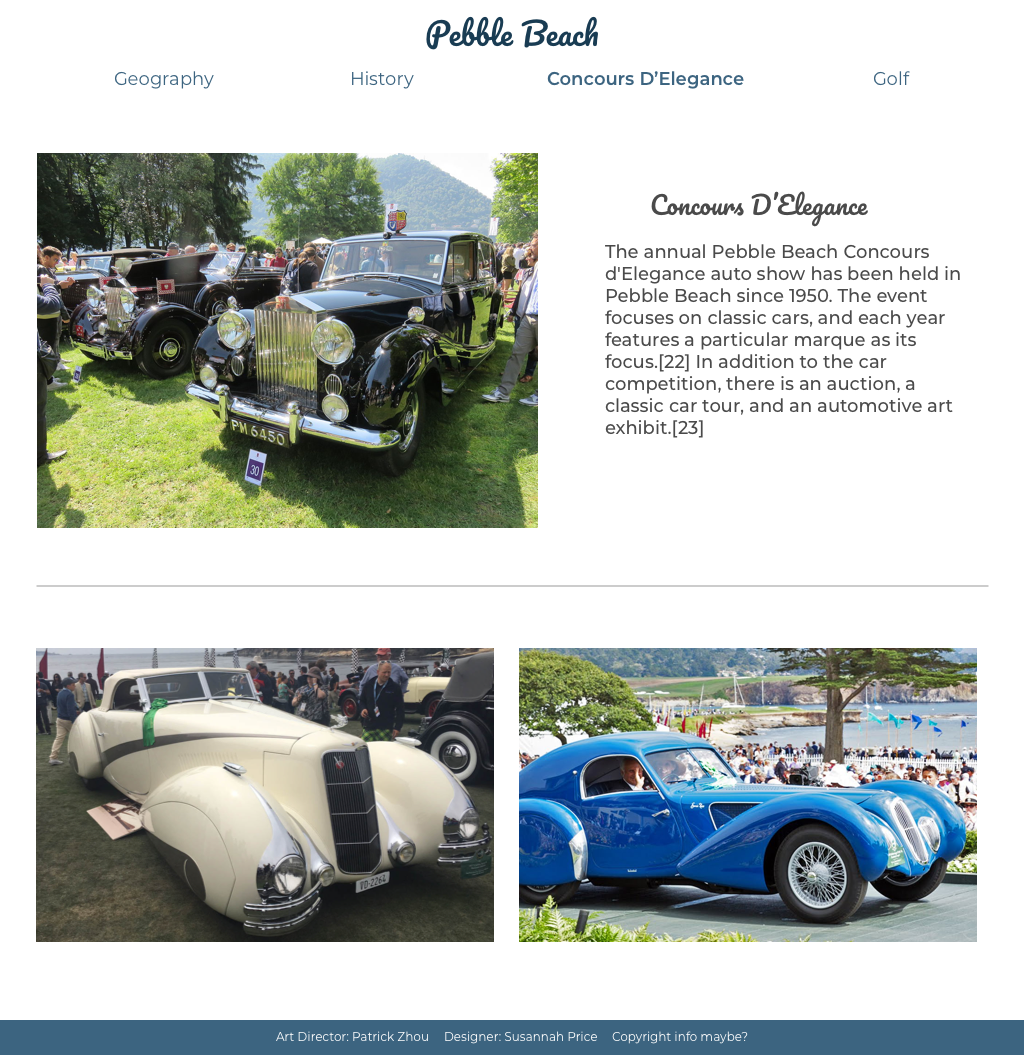 Pebble Beach
Geography History Concours D’Elegance Golf
Concours D’Elegance
The annual Pebble Beach Concours
d'Elegance auto show has been held in
Pebble Beach since 1950. The event
focuses on classic cars, and each year
features a particular marque as its
focus.[22] In addition to the car
competition, there is an auction, a
classic car tour, and an automotive art
exhibit.[23]
PM 6450
30
VD-2264
Art Director: Patrick Zhou Designer: Susannah Price Copyright info maybe?